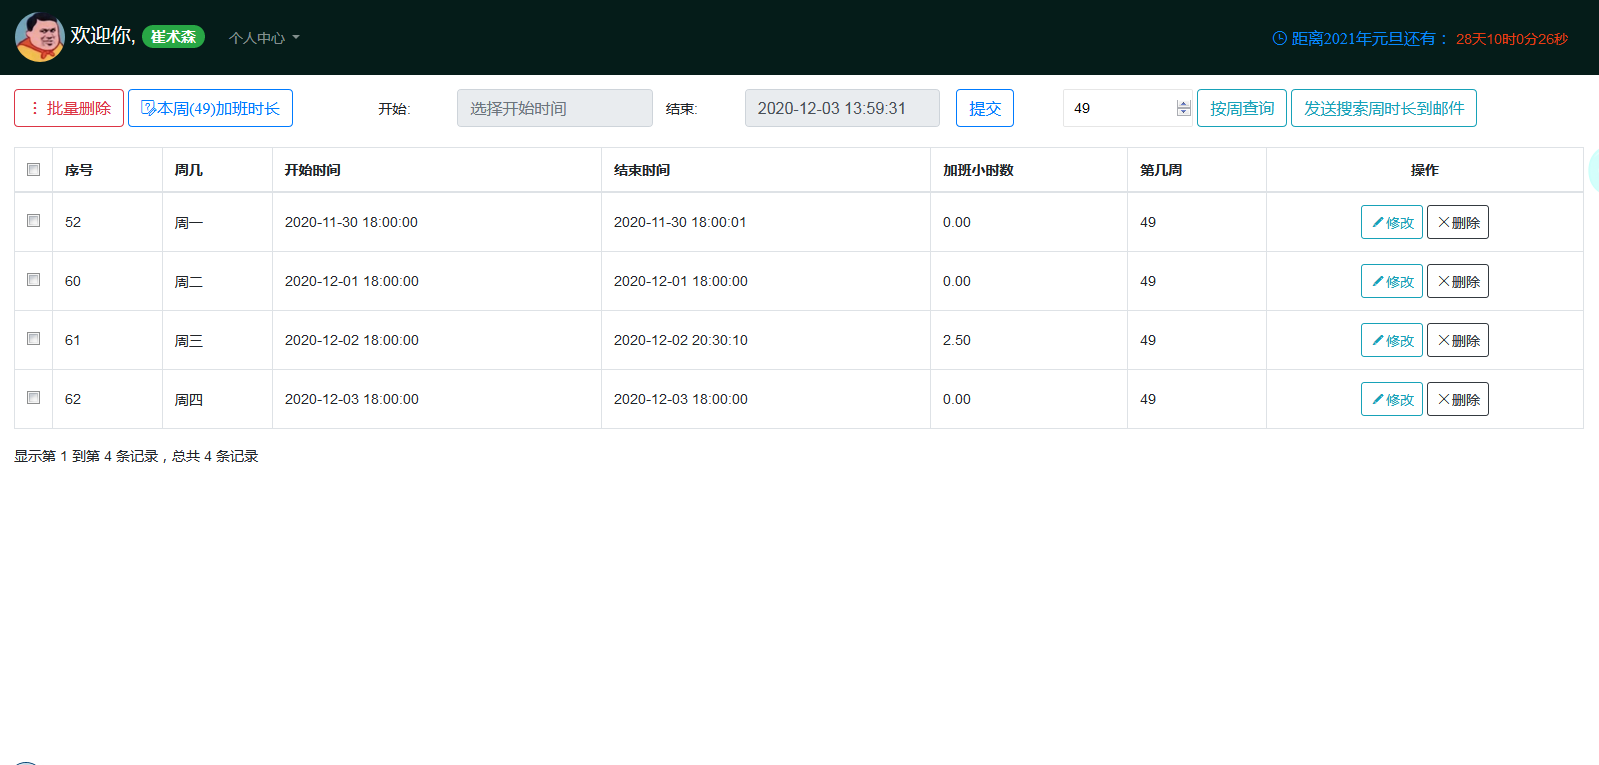 欢迎你, 崔术森 个人中心 距离2021年元旦还有： 28天10时0分26秒
批量删除 本周(49)加班时长 开始: 选择开始时间 结束: 2020-12-03 13:59:31 提交 49 按周查询 发送搜索周时长到邮件
序号 周几 开始时间 结束时间 加班小时数 第几周 操作
52 周一 2020-11-30 18:00:00 2020-11-30 18:00:01 0.00 49 修改 删除
60 周二 2020-12-01 18:00:00 2020-12-01 18:00:00 0.00 49 修改 删除
61 周三 2020-12-02 18:00:00 2020-12-02 20:30:10 2.50 49 修改 删除
62 周四 2020-12-03 18:00:00 2020-12-03 18:00:00 0.00 49 修改 删除
显示第 1 到第 4 条记录，总共 4 条记录